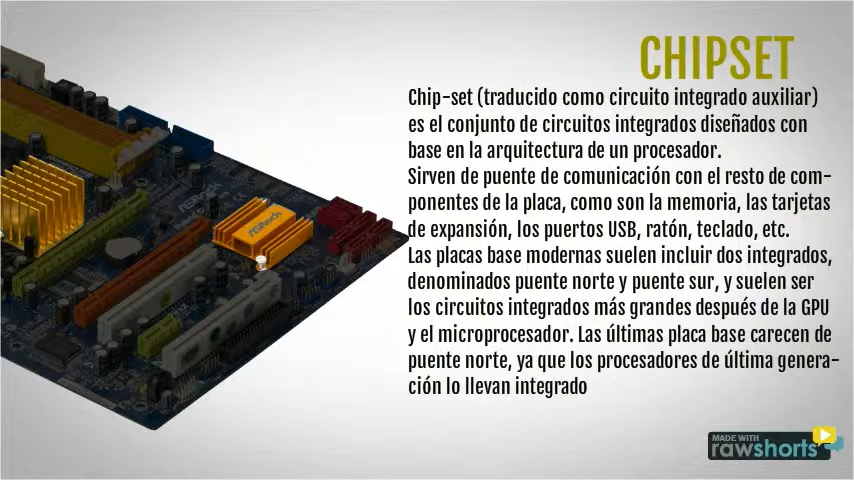 CHIPSET
Chip-set (traducido como circuito integrado auxiliar)
es el conjunto de circuitos integrados diseñados con
base en la arquitectura de un procesador.
Sirven de puente de comunicación con el resto de com-
ponentes de la placa, como son la memoria, las tarjetas
de expansión, los puertos USB, ratón, teclado, etc.
Las placas base modernas suelen incluir dos integrados,
denominados puente norte y puente sur, y suelen ser
los circuitos integrados más grandes después de la GPU
y el microprocesador. Las últimas placa base carecen de
puente norte, ya que los procesadores de última genera-
ción lo llevan integrado
ASRock
ASRock
MADE WITH
rawshorts